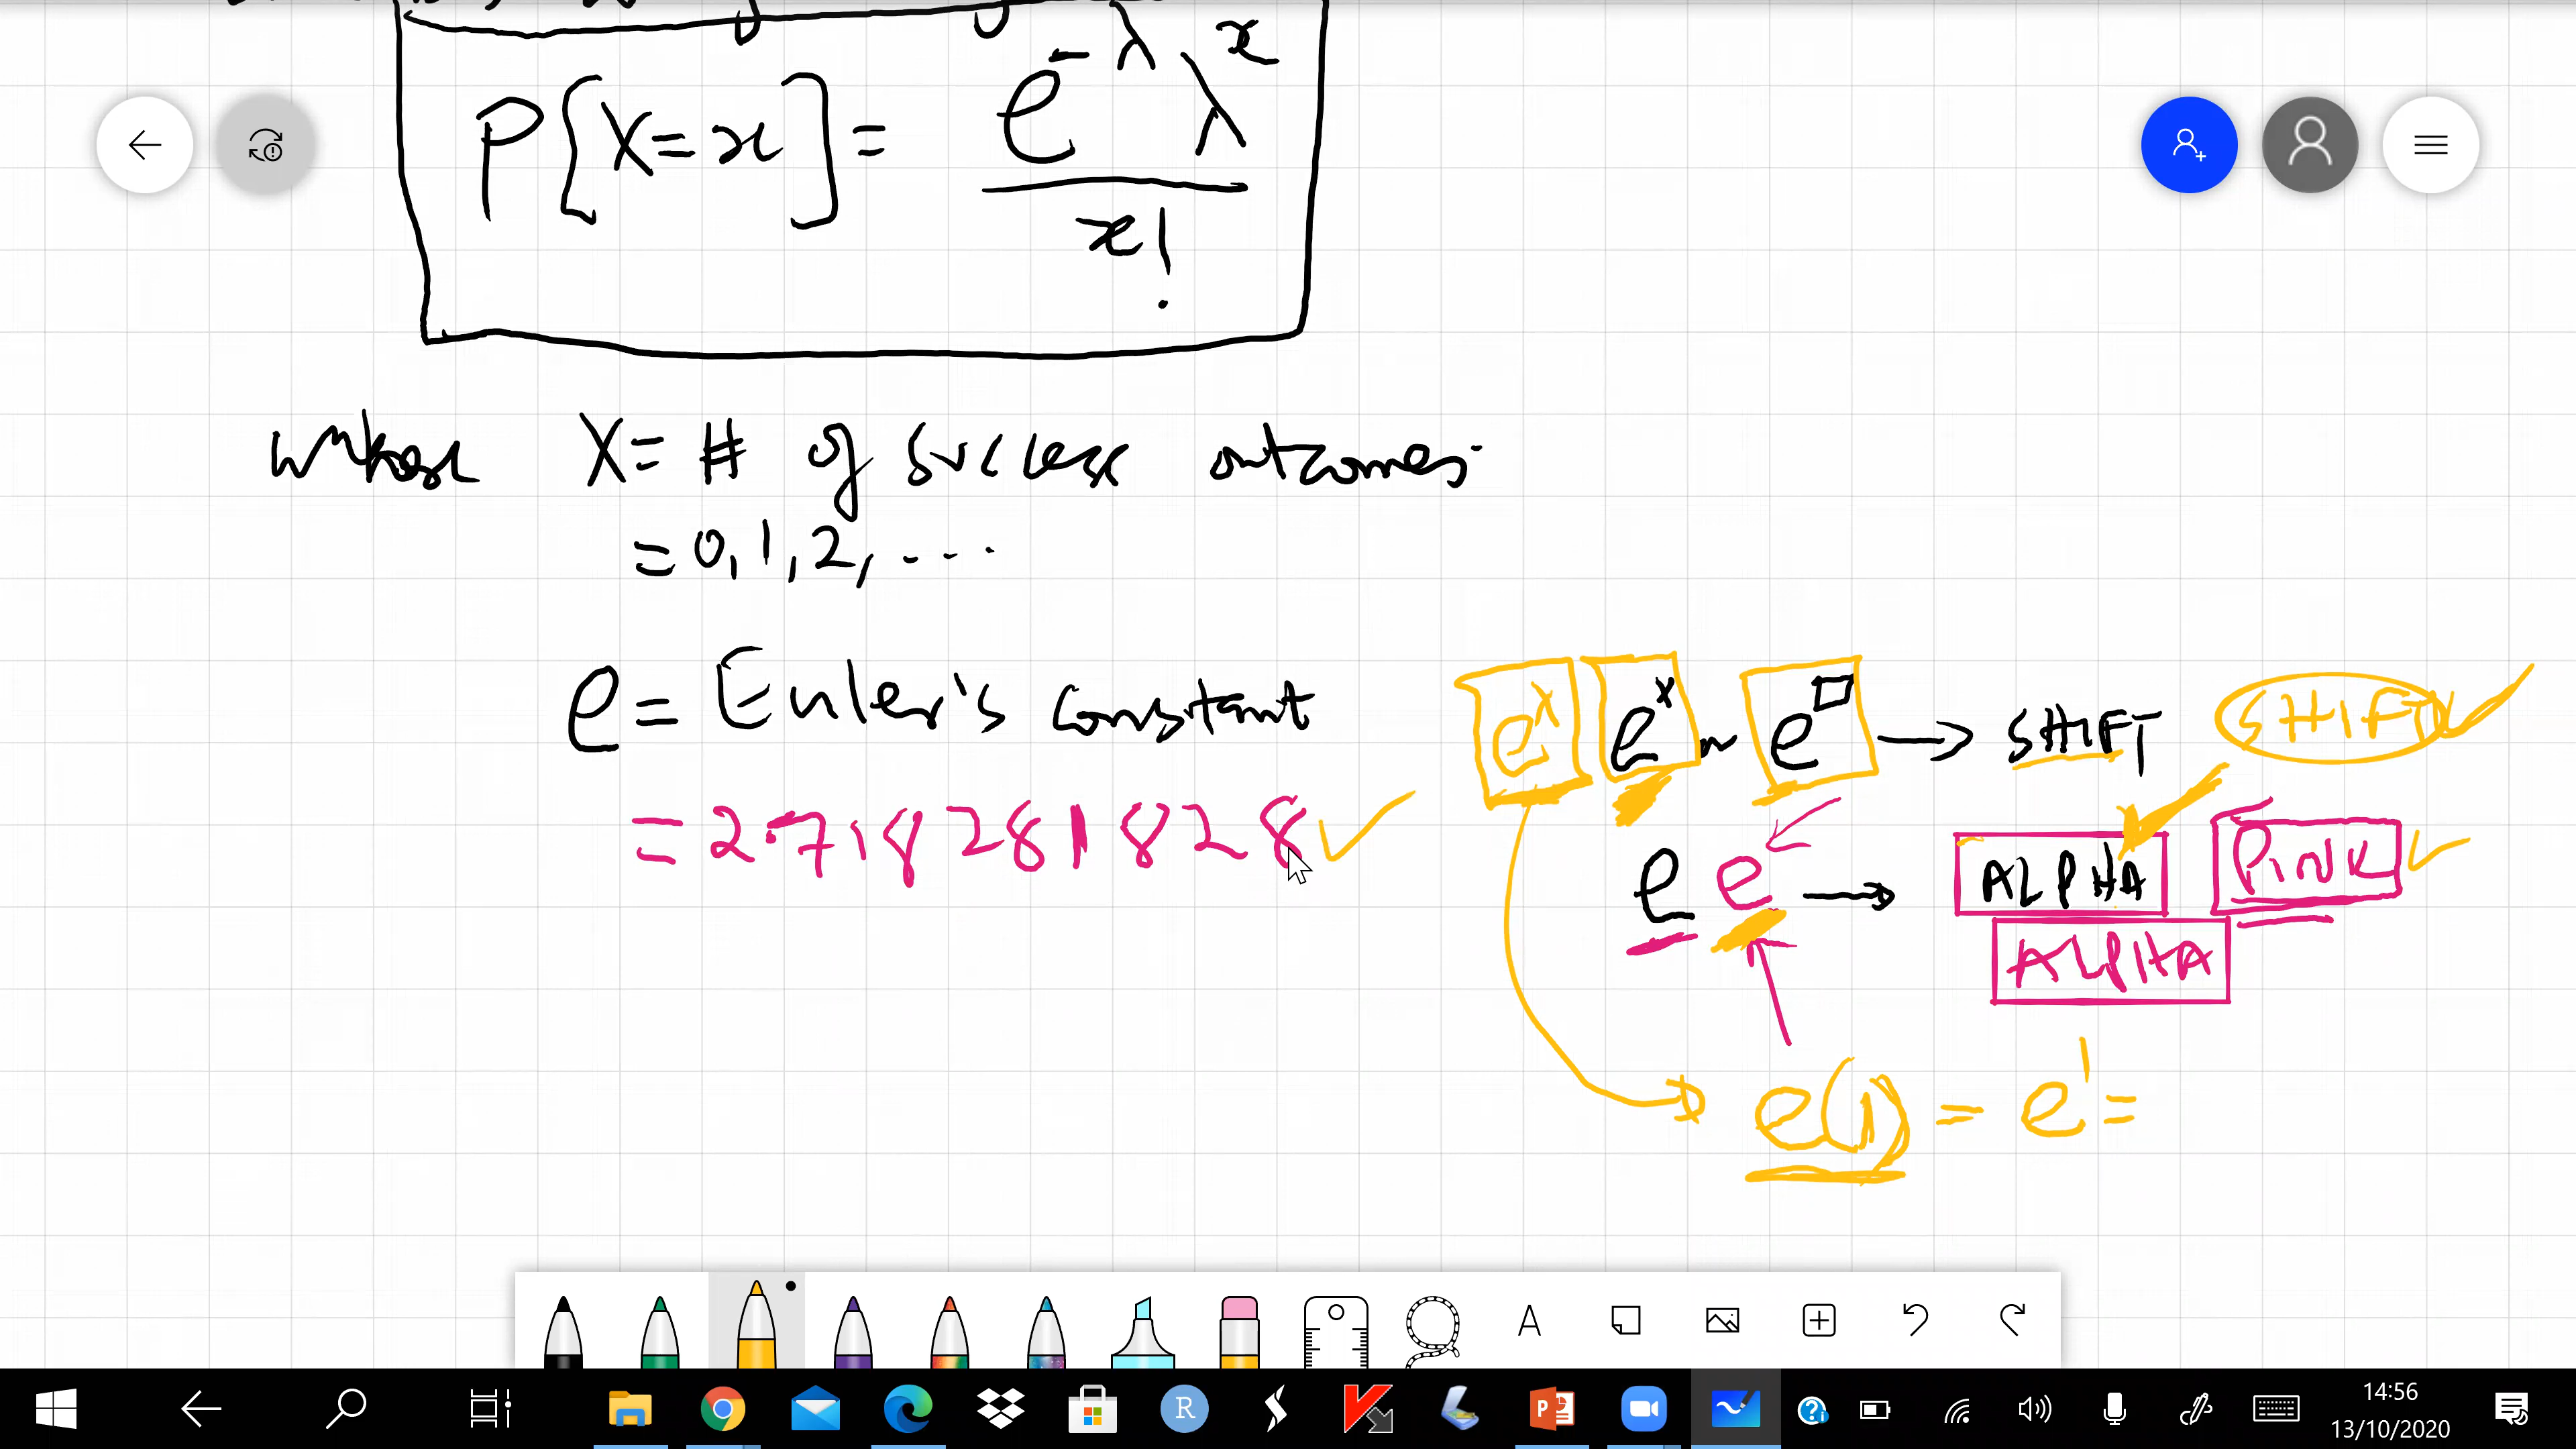 P[X=x] = e^-λ λ^x / x!
where X = # of success outcomes.
= 0, 1, 2, ...
e = Euler's constant
= 2.718281828 ✓
e^x e^x ~ e^□ → SHIFT SHIFT ✓
e e → ALPHA PINK ✓
ALPHA
e(1) = e^1 =
A
R
P
14:56
13/10/2020